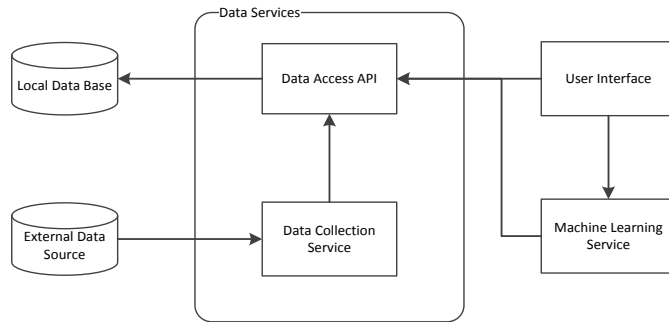 Data Services
Local Data Base
Data Access API
User Interface
External Data
Source
Data Collection
Service
Machine Learning
Service